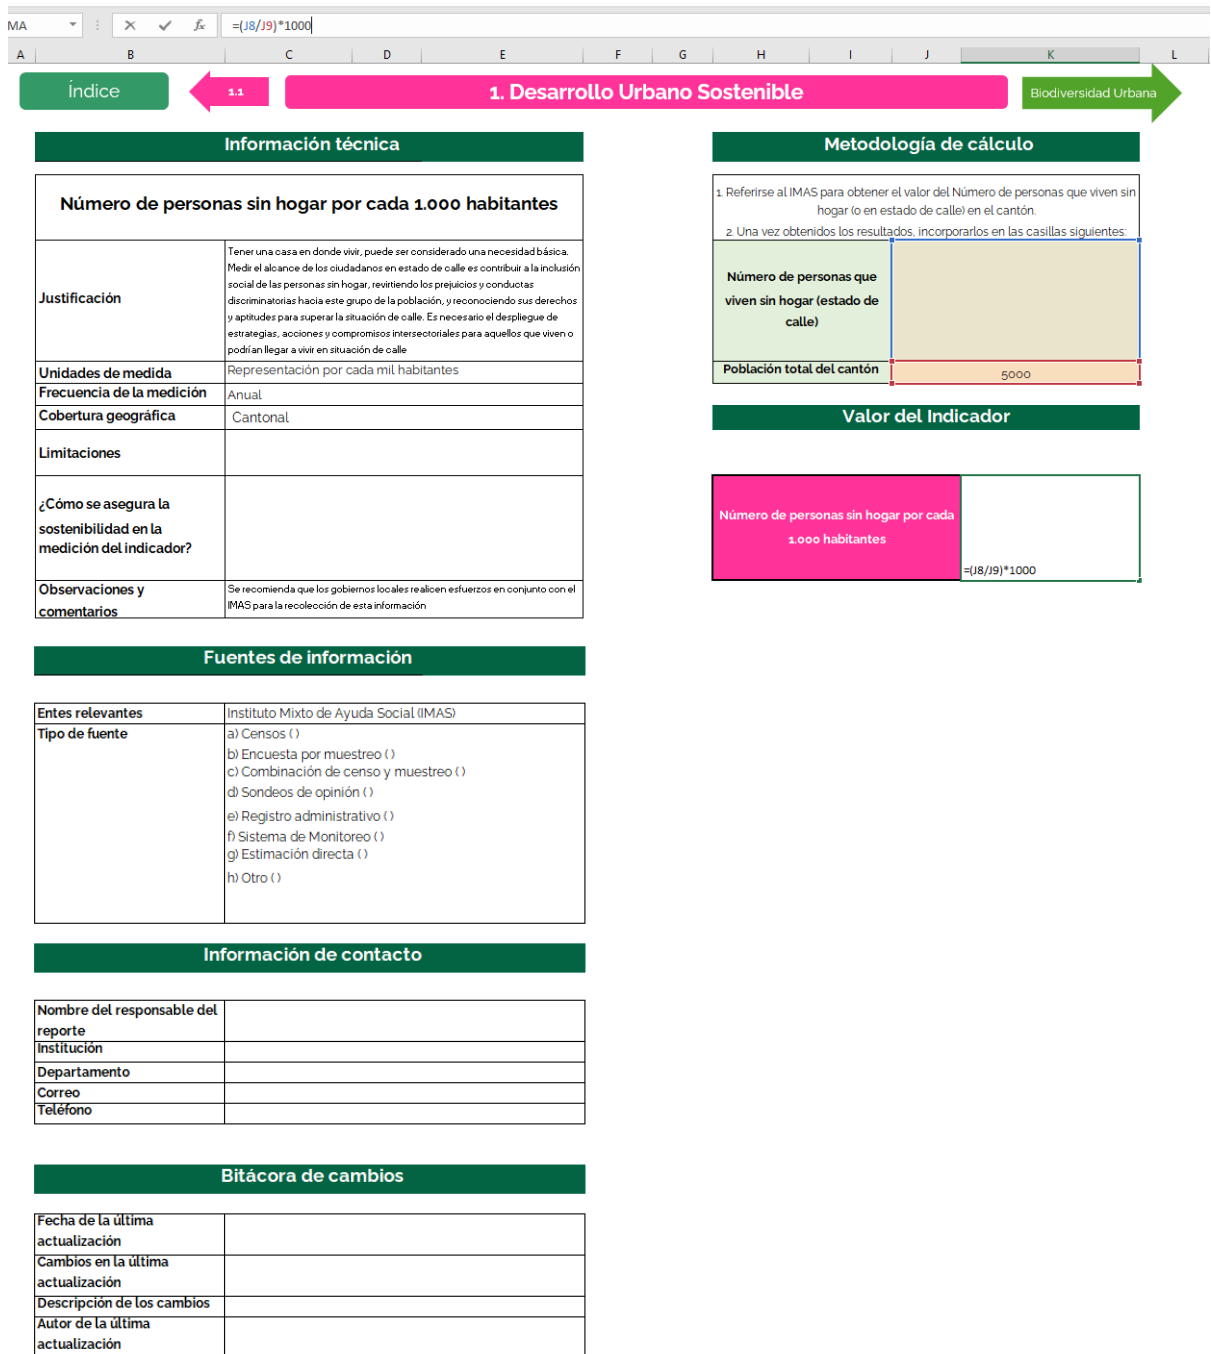 MA
fx
=(J8/J9)*1000
A B C D E F G H I J K L
Índice
1.1
1. Desarrollo Urbano Sostenible
Biodiversidad Urbana
Información técnica
Número de personas sin hogar por cada 1.000 habitantes
Justificación
Tener una casa en donde vivir, puede ser considerado una necesidad básica.
Medir el alcance de los ciudadanos en estado de calle es contribuir a la inclusión
social de las personas sin hogar, revirtiendo los prejuicios y conductas
discriminatorias hacia este grupo de la población, y reconociendo sus derechos
y aptitudes para superar la situación de calle. Es necesario el despliegue de
estrategias, acciones y compromisos intersectoriales para aquellos que viven o
podrían llegar a vivir en situación de calle
Unidades de medida
Representación por cada mil habitantes
Frecuencia de la medición
Anual
Cobertura geográfica
Cantonal
Limitaciones
¿Cómo se asegura la
sostenibilidad en la
medición del indicador?
Observaciones y
comentarios
Se recomienda que los gobiernos locales realicen esfuerzos en conjunto con el
IMAS para la recolección de esta información
Metodología de cálculo
1. Referirse al IMAS para obtener el valor del Número de personas que viven sin
hogar (o en estado de calle) en el cantón.
2. Una vez obtenidos los resultados, incorporarlos en las casillas siguientes:
Número de personas que
viven sin hogar (estado de
calle)
Población total del cantón
5000
Valor del Indicador
Número de personas sin hogar por cada
1.000 habitantes
=(J8/J9)*1000
Fuentes de información
Entes relevantes
Instituto Mixto de Ayuda Social (IMAS)
Tipo de fuente
a) Censos ( )
b) Encuesta por muestreo ( )
c) Combinación de censo y muestreo ( )
d) Sondeos de opinión ( )
e) Registro administrativo ( )
f) Sistema de Monitoreo ( )
g) Estimación directa ( )
h) Otro ( )
Información de contacto
Nombre del responsable del
reporte
Institución
Departamento
Correo
Teléfono
Bitácora de cambios
Fecha de la última
actualización
Cambios en la última
actualización
Descripción de los cambios
Autor de la última
actualización